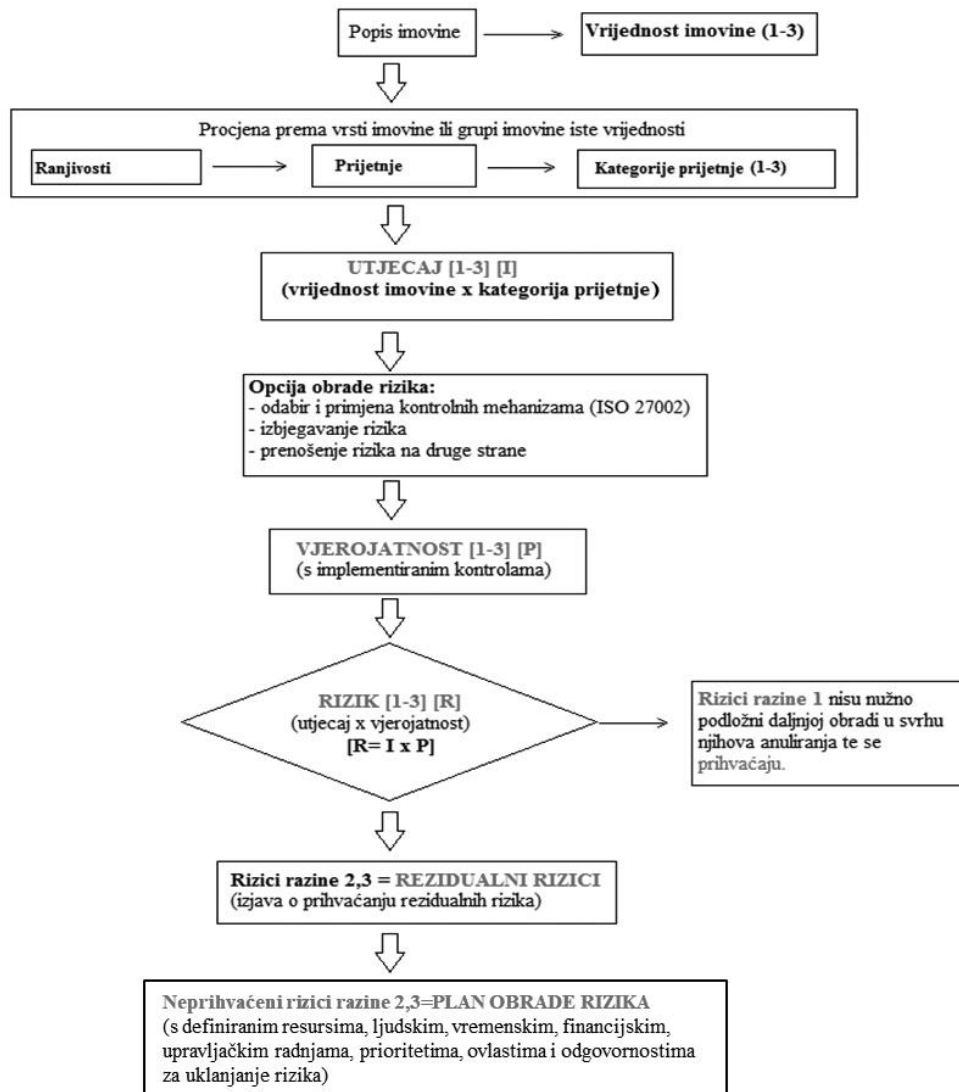 Popis imovine
Vrijednost imovine (1-3)
Procjena prema vrsti imovine ili grupi imovine iste vrijednosti
Ranjivosti
Prijetnje
Kategorije prijetnje (1-3)
UTJECAJ [1-3] [I]
(vrijednost imovine x kategorija prijetnje)
Opcija obrade rizika:
- odabir i primjena kontrolnih mehanizama (ISO 27002)
- izbjegavanje rizika
- prenošenje rizika na druge strane
VJEROJATNOST [1-3] [P]
(s implementiranim kontrolama)
RIZIK [1-3] [R]
(utjecaj x vjerojatnost)
[R= I x P]
Rizici razine 1 nisu nužno
podložni daljnjoj obradi u svrhu
njihova anuliranja te se
prihvaćaju.
Rizici razine 2,3 = REZIDUALNI RIZICI
(izjava o prihvaćanju rezidualnih rizika)
Neprihvaćeni rizici razine 2,3=PLAN OBRADE RIZIKA
(s definiranim resursima, ljudskim, vremenskim, financijskim,
upravljačkim radnjama, prioritetima, ovlastima i odgovornostima
za uklanjanje rizika)